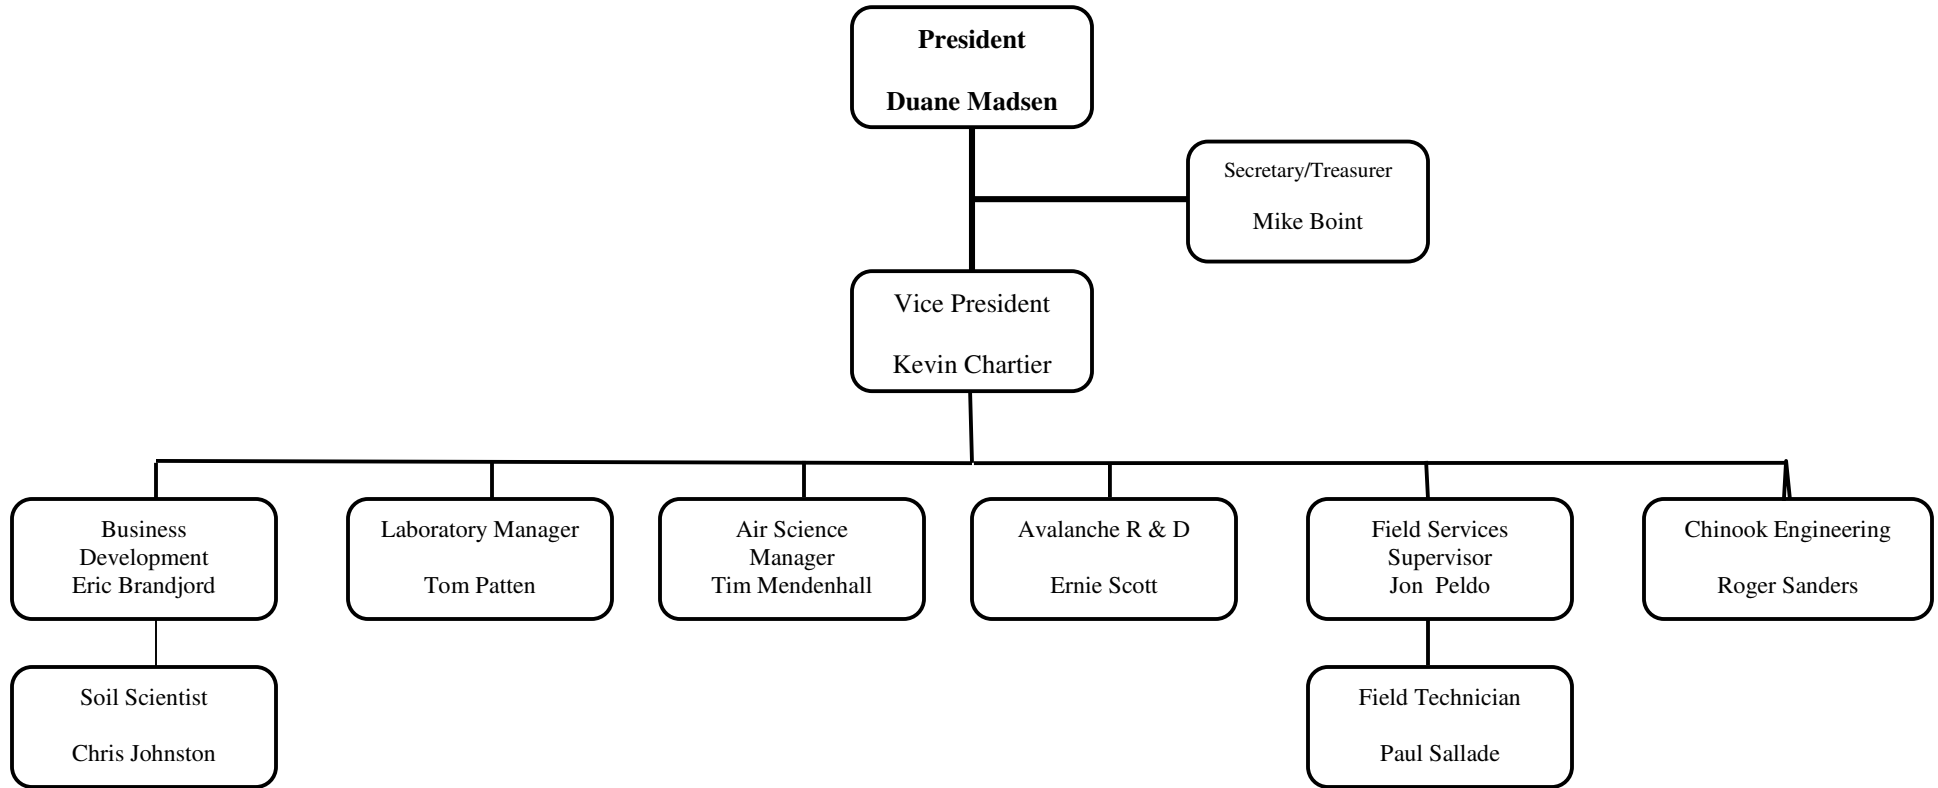 President
Duane Madsen
Secretary/Treasurer
Mike Boint
Vice President
Kevin Chartier
Business
Development
Eric Brandjord
Laboratory Manager
Tom Patten
Air Science
Manager
Tim Mendenhall
Avalanche R & D
Ernie Scott
Field Services
Supervisor
Jon  Peldo
Chinook Engineering
Roger Sanders
Soil Scientist
Chris Johnston
Field Technician
Paul Sallade